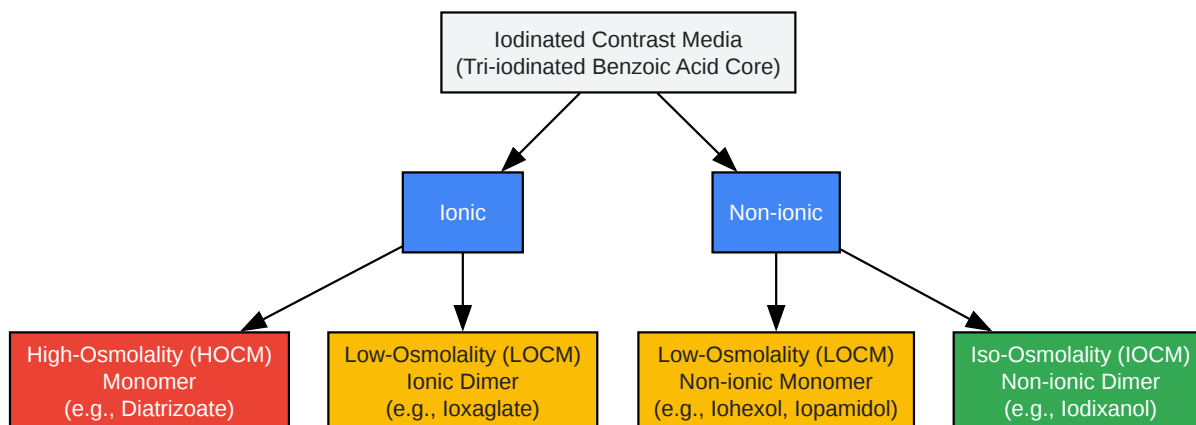 Iodinated Contrast Media
(Tri-iodinated Benzoic Acid Core)
Ionic
Non-ionic
High-Osmolality (HOCM)
Monomer
(e.g., Diatrizoate)
Low-Osmolality (LOCM)
Ionic Dimer
(e.g., Ioxaglate)
Low-Osmolality (LOCM)
Non-ionic Monomer
(e.g., Iohexol, Iopamidol)
Iso-Osmolality (IOCM)
Non-ionic Dimer
(e.g., Iodixanol)